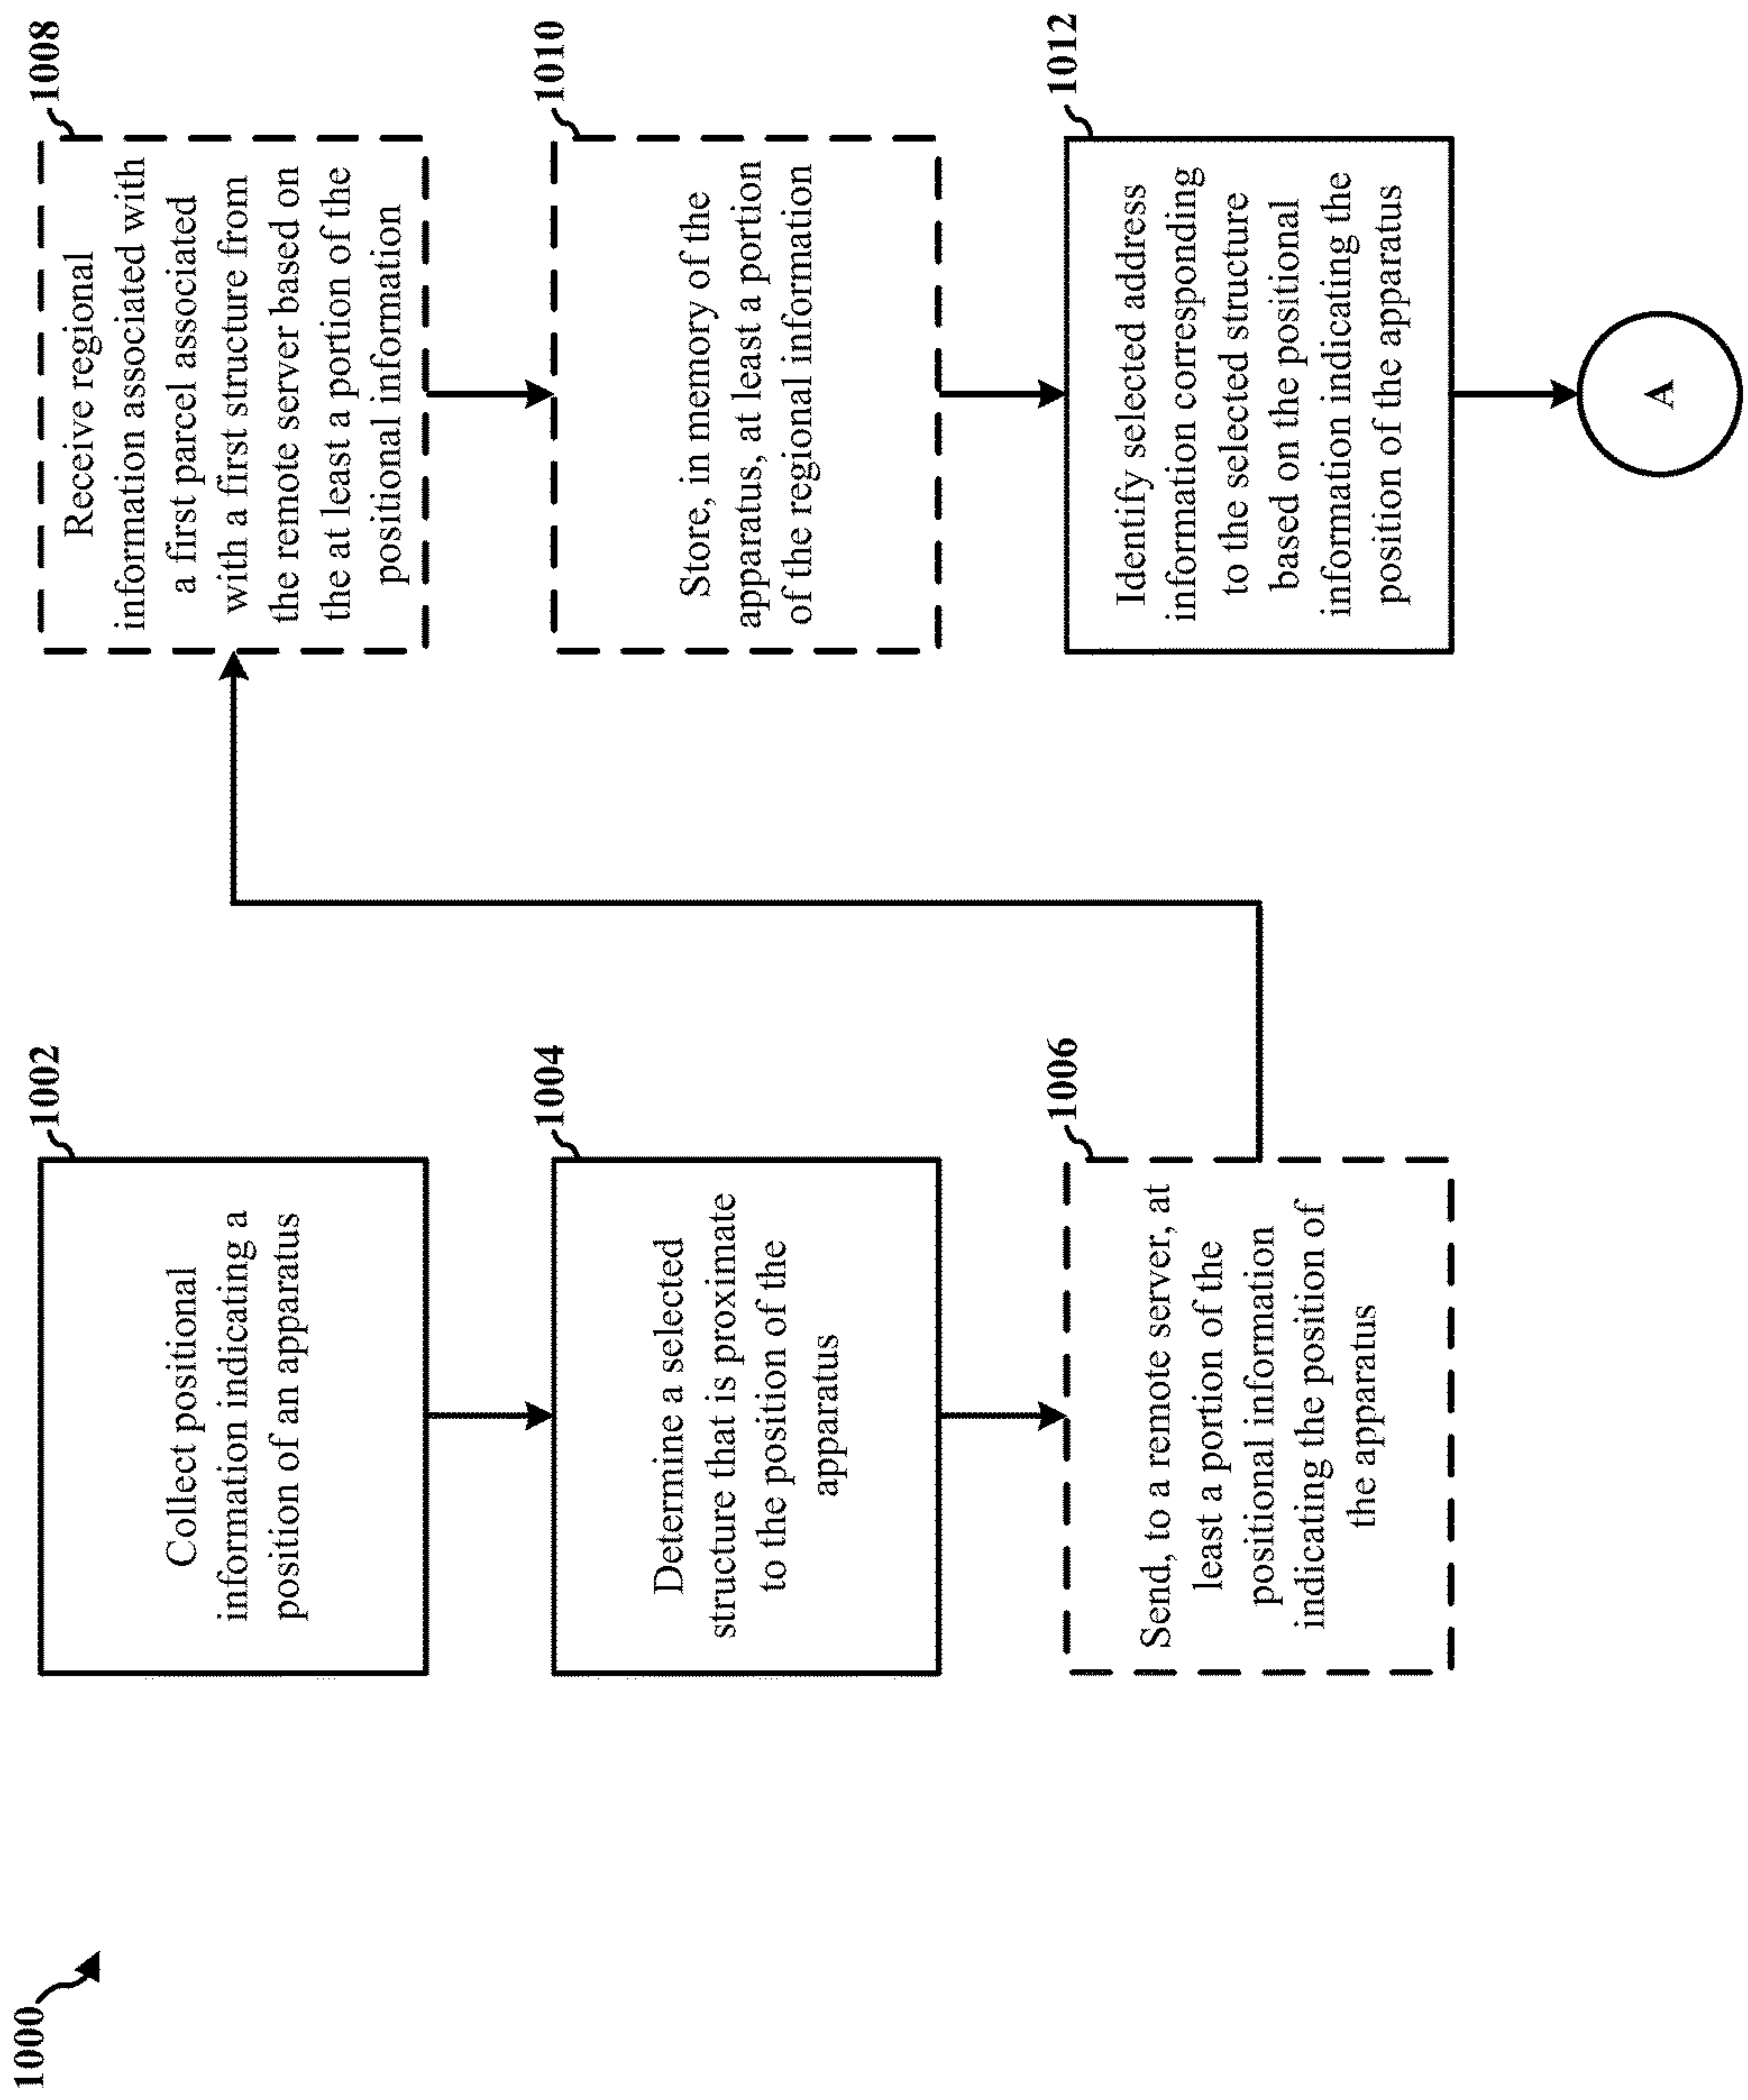 1000
1002
Collect positional
information indicating a
position of an apparatus
1004
Determine a selected
structure that is proximate
to the position of the
apparatus
1006
Send, to a remote server, at
least a portion of the
positional information
indicating the position of
the apparatus
1008
Receive regional
information associated with
a first parcel associated
with a first structure from
the remote server based on
the at least a portion of the
positional information
1010
Store, in memory of the
apparatus, at least a portion
of the regional information
1012
Identify selected address
information corresponding
to the selected structure
based on the positional
information indicating the
position of the apparatus
A